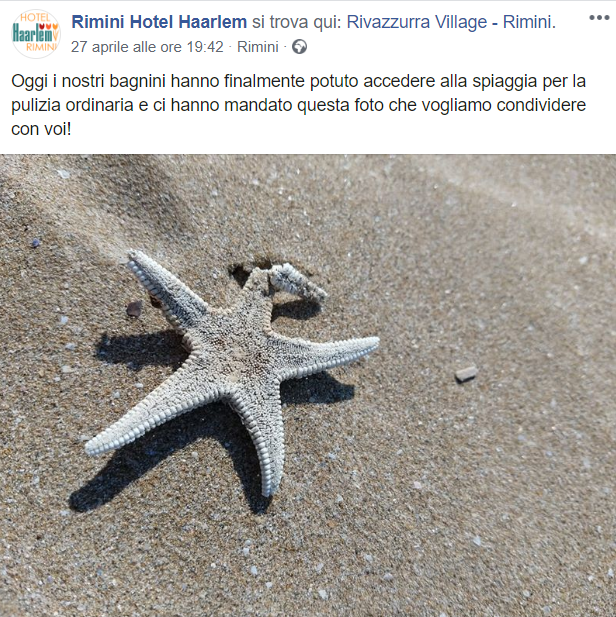 HOTEL
Haarlem
RIMINI
Rimini Hotel Haarlem si trova qui: Rivazzurra Village - Rimini.
27 aprile alle ore 19:42 · Rimini ·
Oggi i nostri bagnini hanno finalmente potuto accedere alla spiaggia per la
pulizia ordinaria e ci hanno mandato questa foto che vogliamo condividere
con voi!